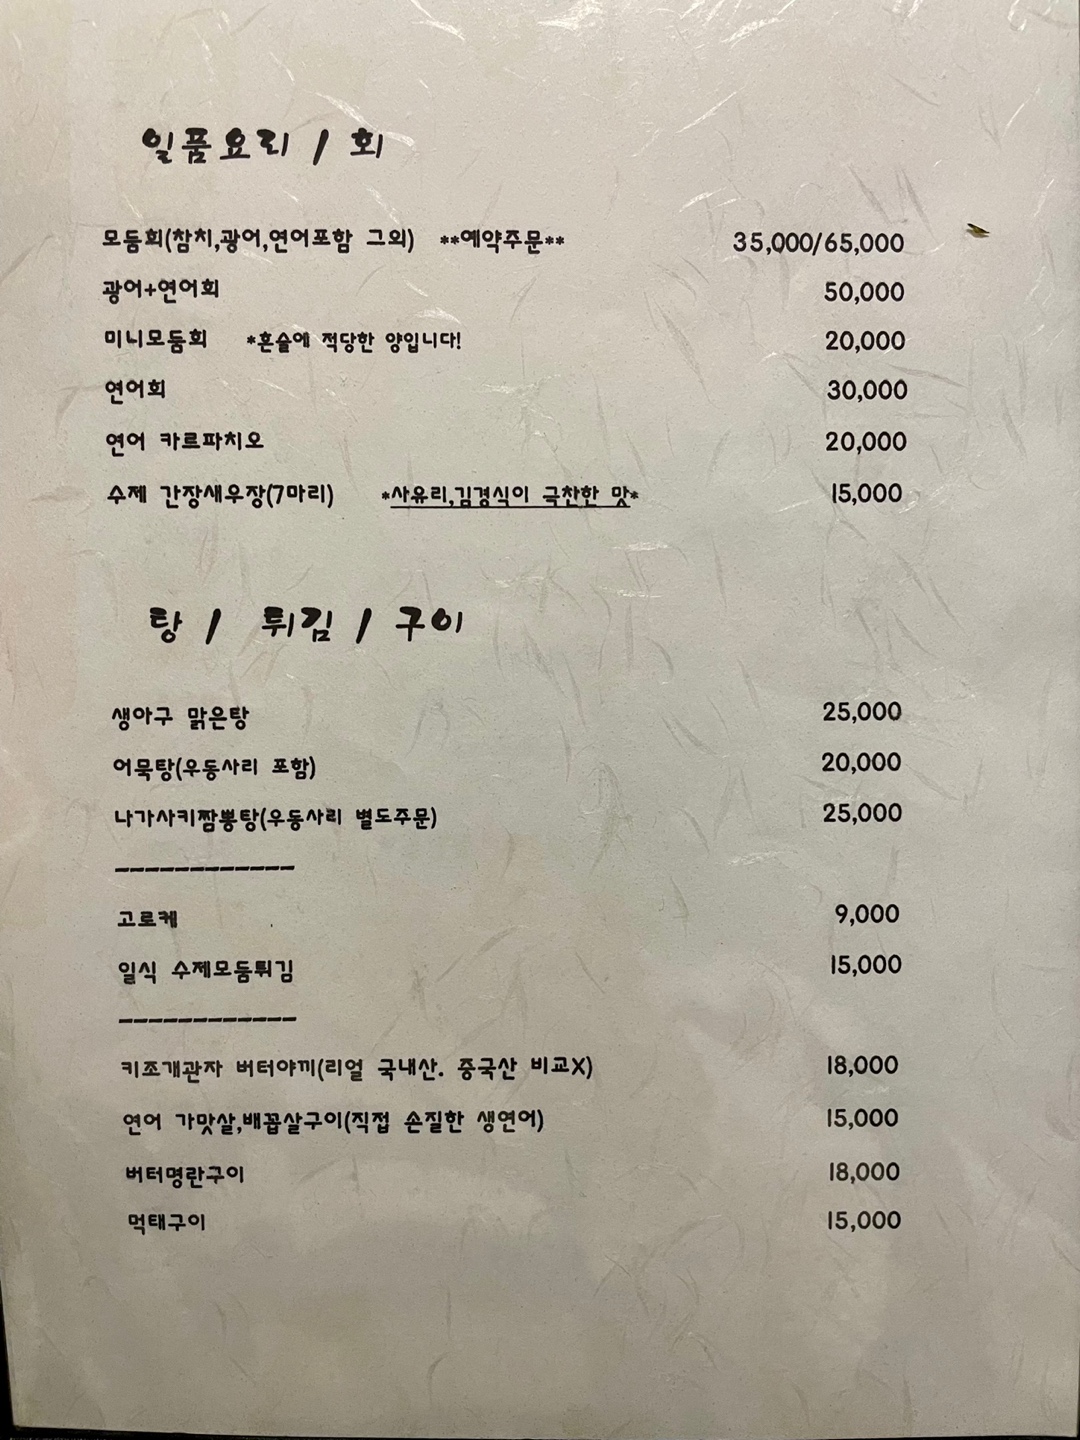 일품요리 / 회
모둠회(참치,광어,연어포함 그외) **예약주문** 35,000/65,000
광어+연어회 50,000
미니모둠회 *혼술에 적당한 양입니다! 20,000
연어회 30,000
연어 카르파치오 20,000
수제 간장새우장(7마리) *사유리,김경식이 극찬한 맛* 15,000
탕 / 튀김 / 구이
생아구 맑은탕 25,000
어묵탕(우동사리 포함) 20,000
나가사키짬뽕탕(우동사리 별도주문) 25,000
------------
고로케 9,000
일식 수제모둠튀김 15,000
------------
키조개관자 버터야끼(리얼 국내산. 중국산 비교X) 18,000
연어 가맛살,배꼽살구이(직접 손질한 생연어) 15,000
버터명란구이 18,000
먹태구이 15,000